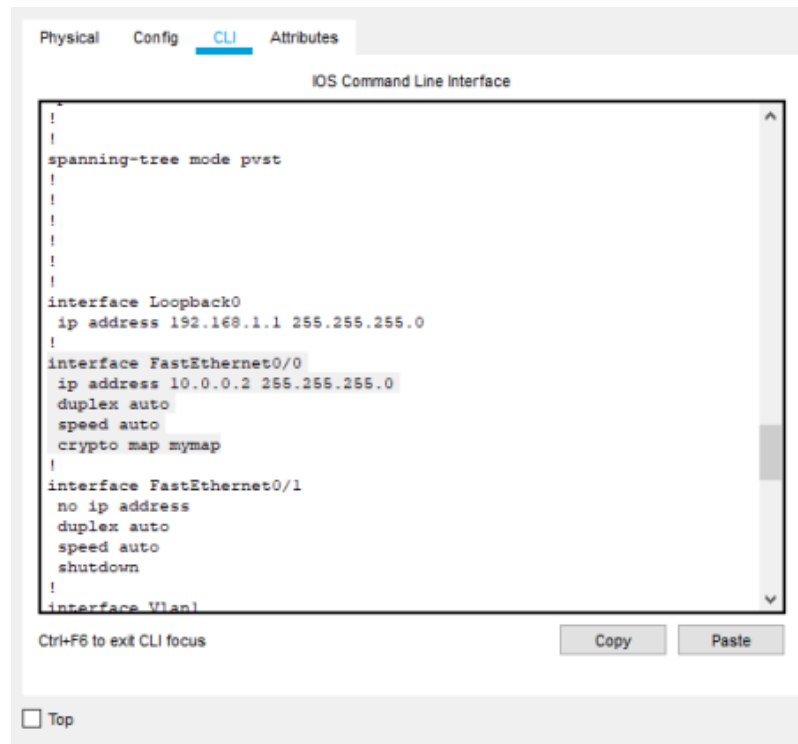 Physical Config CLI Attributes
IOS Command Line Interface
!
!
spanning-tree mode pvst
!
!
!
!
!
!
interface Loopback0
ip address 192.168.1.1 255.255.255.0
!
interface FastEthernet0/0
ip address 10.0.0.2 255.255.255.0
duplex auto
speed auto
crypto map mymap
!
interface FastEthernet0/1
no ip address
duplex auto
speed auto
shutdown
!
interface Vlan1
Ctrl+F6 to exit CLI focus Copy Paste
Top